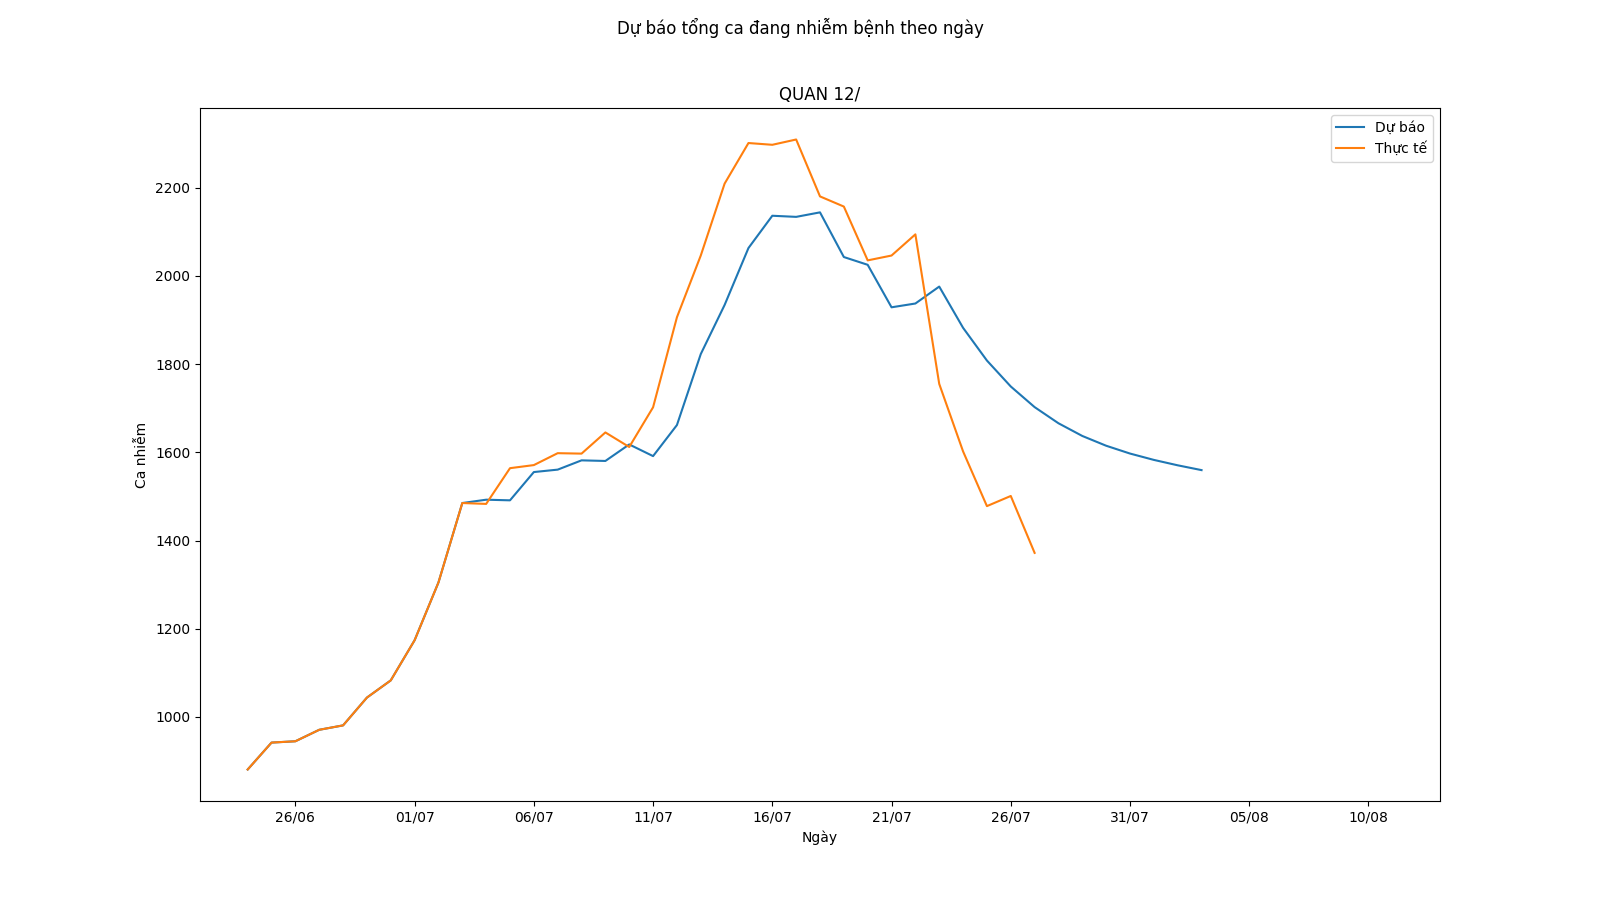 Dự báo tổng ca đang nhiễm bệnh theo ngày
QUAN 12/
Dự báo
Thực tế
2200
2000
1800
1600
1400
1200
1000
Ca nhiễm
26/06 01/07 06/07 11/07 16/07 21/07 26/07 31/07 05/08 10/08
Ngày